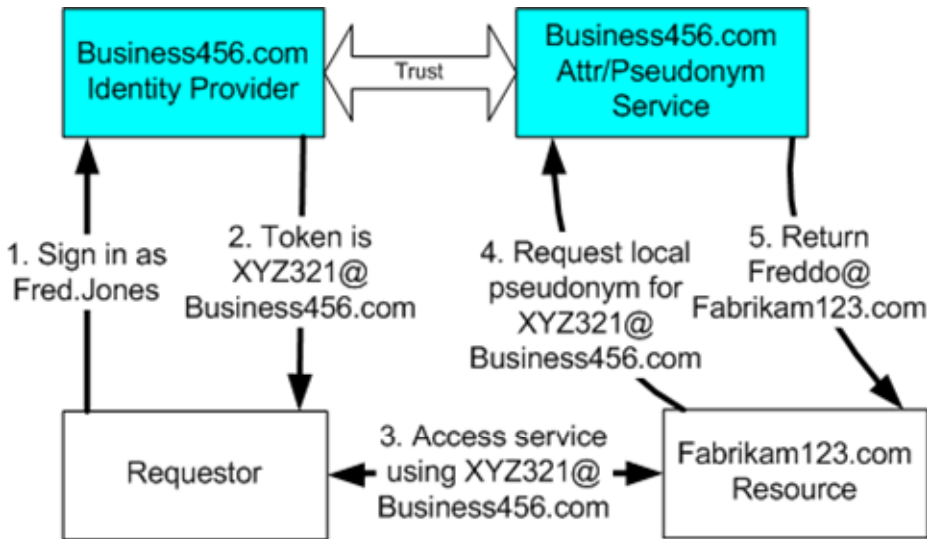 Business456.com
Identity Provider
Trust
Business456.com
Attr/Pseudonym
Service
1. Sign in as
Fred.Jones
2. Token is
XYZ321@
Business456.com
4. Request local
pseudonym for
XYZ321@
Business456.com
5. Return
Freddo@
Fabrikam123.com
Requestor
3. Access service
using XYZ321@
Business456.com
Fabrikam123.com
Resource